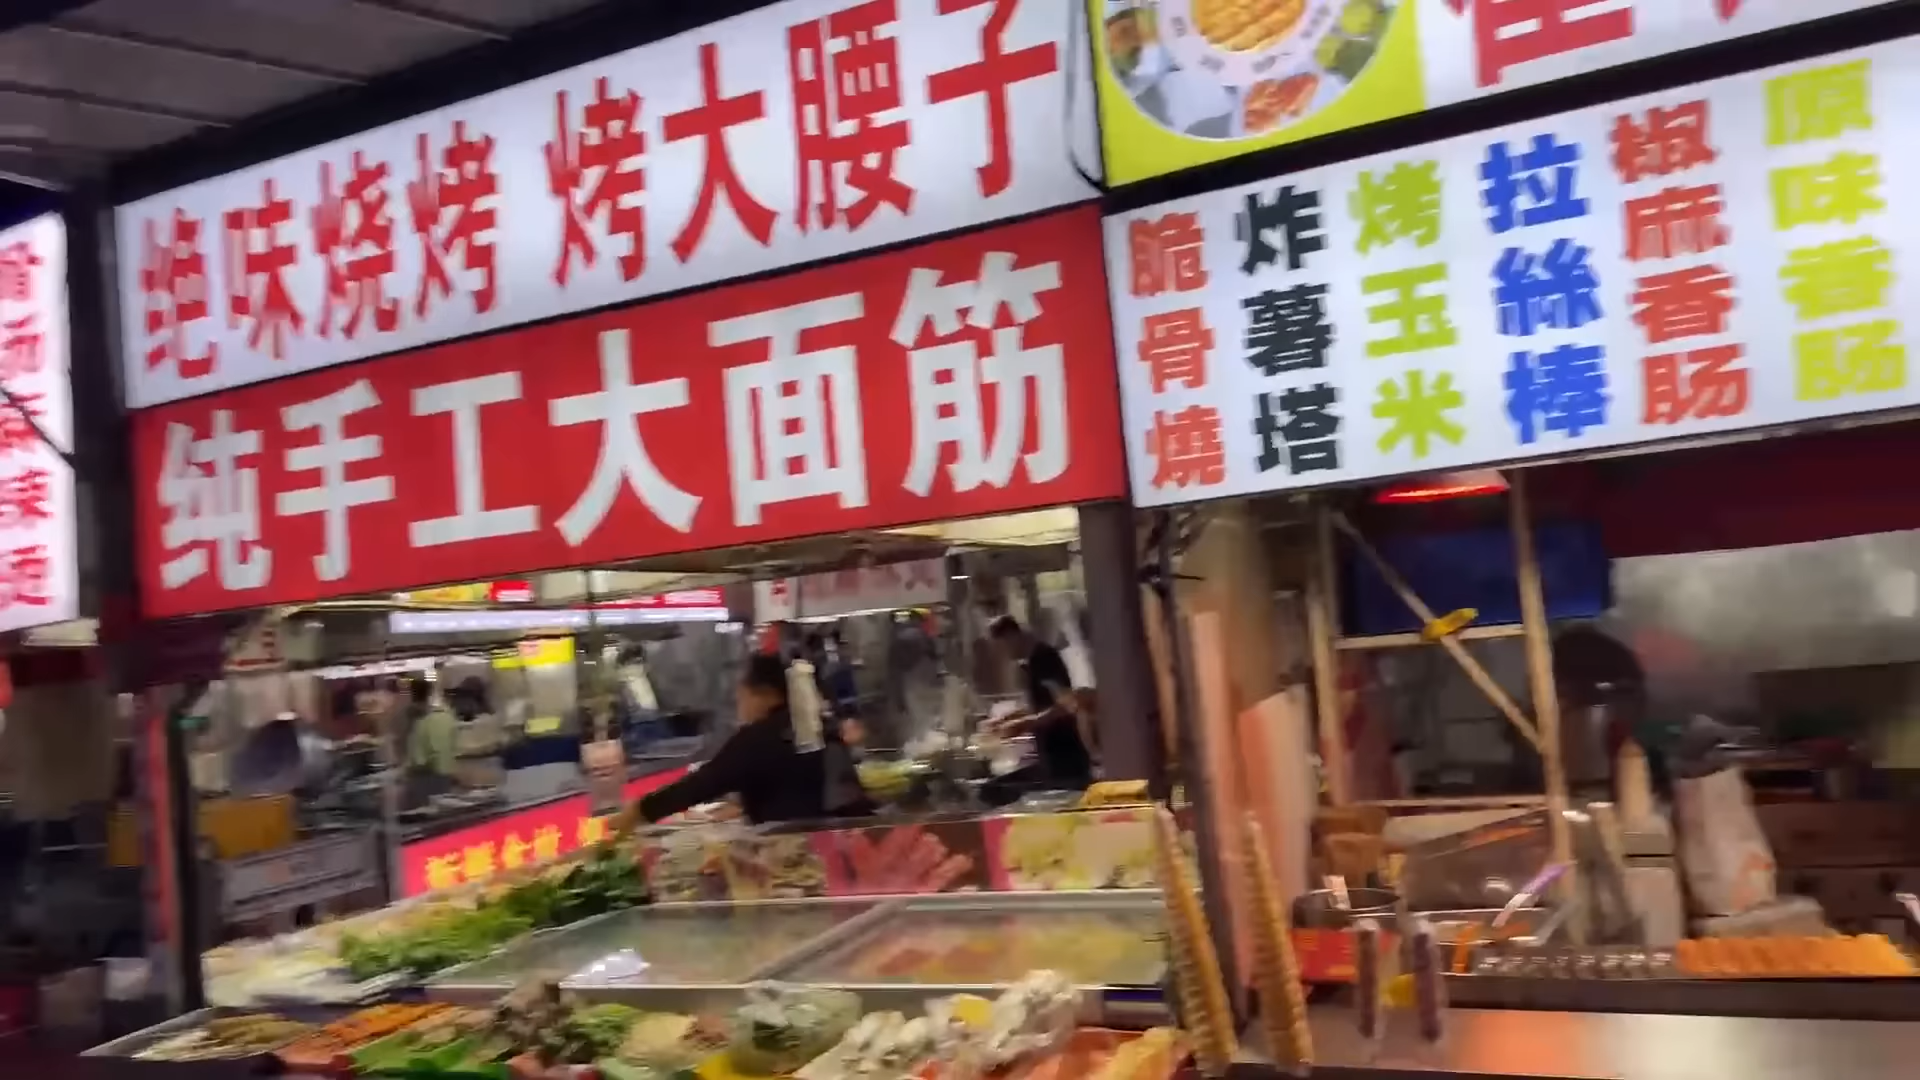 绝味烧烤 烤大腰子
纯手工大面筋
脆骨燒
炸薯塔
烤玉米
拉絲棒
椒麻香肠
原味香肠